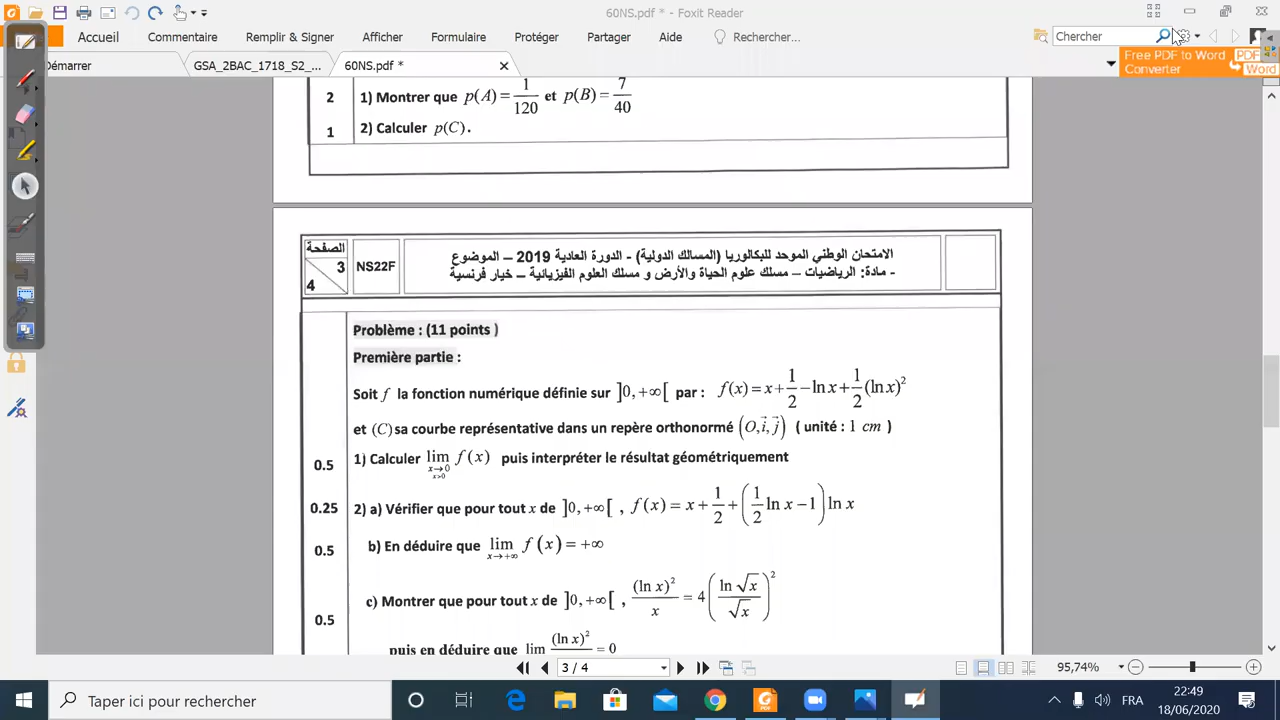 60NS.pdf * - Foxit Reader
Accueil Commentaire Remplir & Signer Afficher Formulaire Protéger Partager Aide Rechercher... Chercher
émarrer GSA_2BAC_1718_S2_... 60NS.pdf *
Free PDF to Word Converter
PDF Word
2 1) Montrer que p(A) = 1/120 et p(B) = 7/40
1 2) Calculer p(C).
الصفحة
3
4
NS22F
الامتحان الوطني الموحد للبكالوريا (المسالك الدولية) - الدورة العادية 2019 – الموضوع
- مادة: الرياضيات – مسلك علوم الحياة والأرض و مسلك العلوم الفيزيائية – خيار فرنسية
Problème : (11 points )
Première partie :
Soit f la fonction numérique définie sur ]0, +∞[ par : f(x) = x + 1/2 − ln x + 1/2 (ln x)²
et (C) sa courbe représentative dans un repère orthonormé (O, i⃗, j⃗) ( unité : 1 cm )
0.5 1) Calculer lim x→0 x>0 f(x) puis interpréter le résultat géométriquement
0.25 2) a) Vérifier que pour tout x de ]0, +∞[ , f(x) = x + 1/2 + (1/2 ln x − 1) ln x
0.5 b) En déduire que lim x→+∞ f(x) = +∞
0.5 c) Montrer que pour tout x de ]0, +∞[ , (ln x)²/x = 4 (ln √x/√x)²
puis en déduire que lim (ln x)² = 0
3 / 4 95,74%
Taper ici pour rechercher
FRA
22:49
18/06/2020